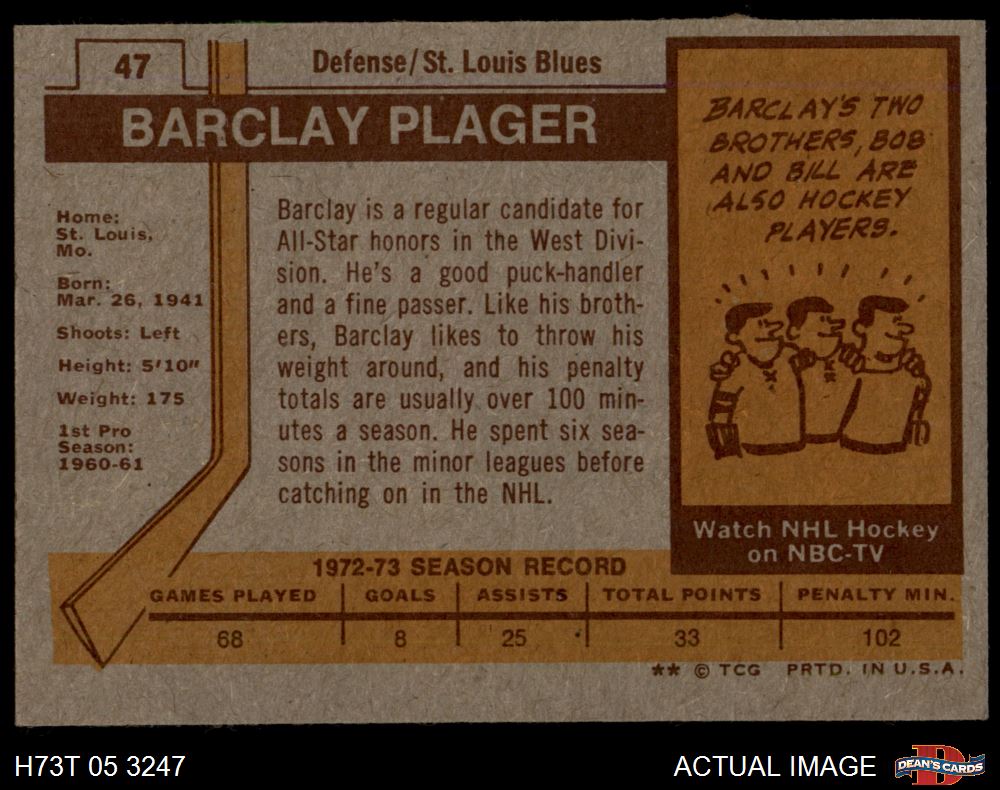 47
Defense/St. Louis Blues
BARCLAY PLAGER
Home:
St. Louis,
Mo.
Born:
Mar. 26, 1941
Shoots: Left
Height: 5'10"
Weight: 175
1st Pro
Season:
1960-61
Barclay is a regular candidate for
All-Star honors in the West Divi-
sion. He's a good puck-handler
and a fine passer. Like his broth-
ers, Barclay likes to throw his
weight around, and his penalty
totals are usually over 100 min-
utes a season. He spent six sea-
sons in the minor leagues before
catching on in the NHL.
BARCLAY'S TWO
BROTHERS, BOB
AND BILL ARE
ALSO HOCKEY
PLAYERS.
Watch NHL Hockey
on NBC-TV
1972-73 SEASON RECORD
GAMES PLAYED GOALS ASSISTS TOTAL POINTS PENALTY MIN.
68 8 25 33 102
** © TCG PRTD. IN U.S.A.
H73T 05 3247
ACTUAL IMAGE
DEAN'S CARDS